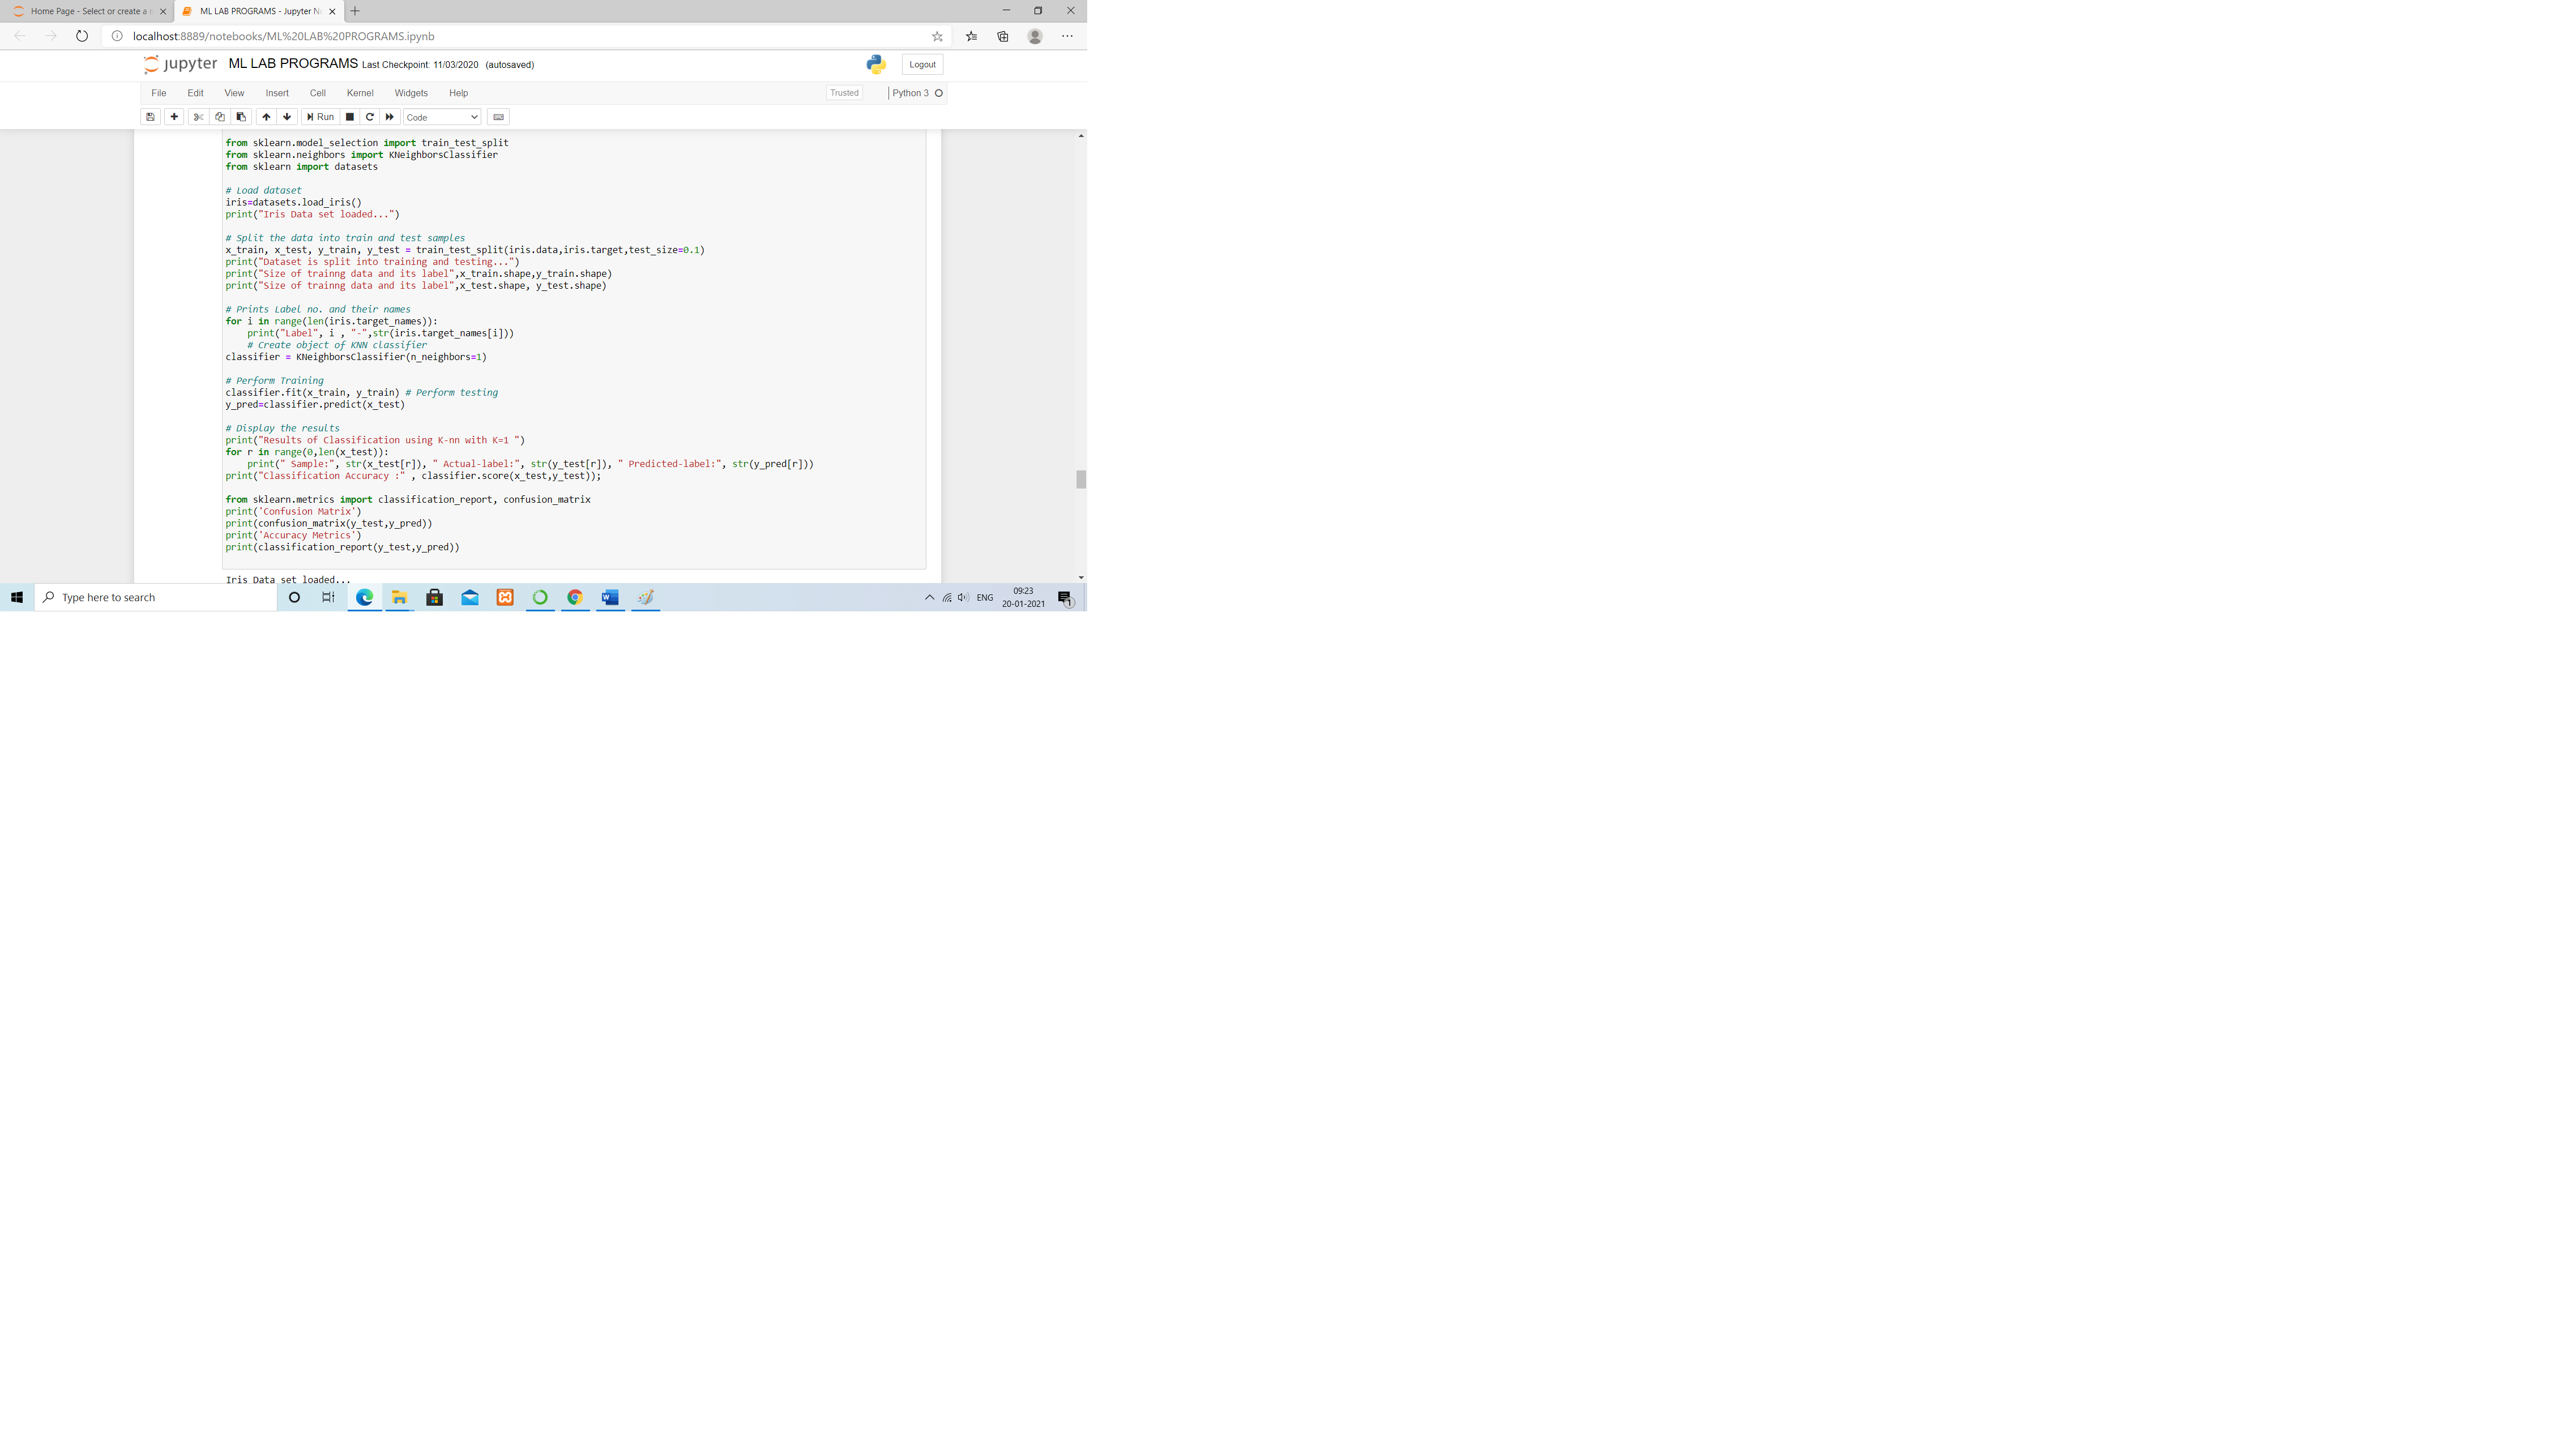 Home Page - Select or create a n
ML LAB PROGRAMS - Jupyter N
localhost:8889/notebooks/ML%20LAB%20PROGRAMS.ipynb
jupyter ML LAB PROGRAMS Last Checkpoint: 11/03/2020 (autosaved)
Logout
File Edit View Insert Cell Kernel Widgets Help
Trusted
Python 3
Run
Code
from sklearn.model_selection import train_test_split
from sklearn.neighbors import KNeighborsClassifier
from sklearn import datasets
# Load dataset
iris=datasets.load_iris()
print("Iris Data set loaded...")
# Split the data into train and test samples
x_train, x_test, y_train, y_test = train_test_split(iris.data,iris.target,test_size=0.1)
print("Dataset is split into training and testing...")
print("Size of trainng data and its label",x_train.shape,y_train.shape)
print("Size of trainng data and its label",x_test.shape, y_test.shape)
# Prints Label no. and their names
for i in range(len(iris.target_names)):
    print("Label", i , "-",str(iris.target_names[i]))
    # Create object of KNN classifier
classifier = KNeighborsClassifier(n_neighbors=1)
# Perform Training
classifier.fit(x_train, y_train) # Perform testing
y_pred=classifier.predict(x_test)
# Display the results
print("Results of Classification using K-nn with K=1 ")
for r in range(0,len(x_test)):
    print(" Sample:", str(x_test[r]), " Actual-label:", str(y_test[r]), " Predicted-label:", str(y_pred[r]))
print("Classification Accuracy :" , classifier.score(x_test,y_test));
from sklearn.metrics import classification_report, confusion_matrix
print('Confusion Matrix')
print(confusion_matrix(y_test,y_pred))
print('Accuracy Metrics')
print(classification_report(y_test,y_pred))
Iris Data set loaded...
Type here to search
ENG
09:23
20-01-2021
1